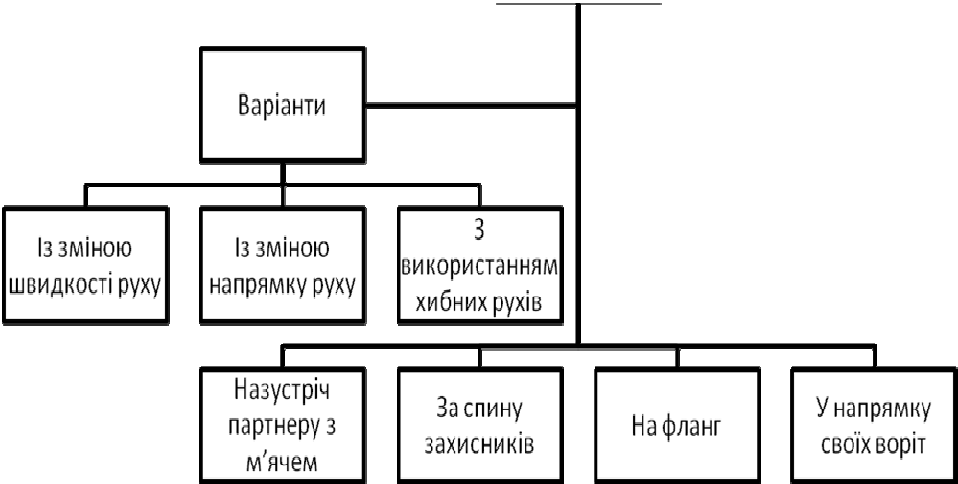 Варіанти
Із зміною
швидкості руху
Із зміною
напрямку руху
З
використанням
хибних рухів
Назустріч
партнеру з
м'ячем
За спину
захисників
На фланг
У напрямку
своїх воріт